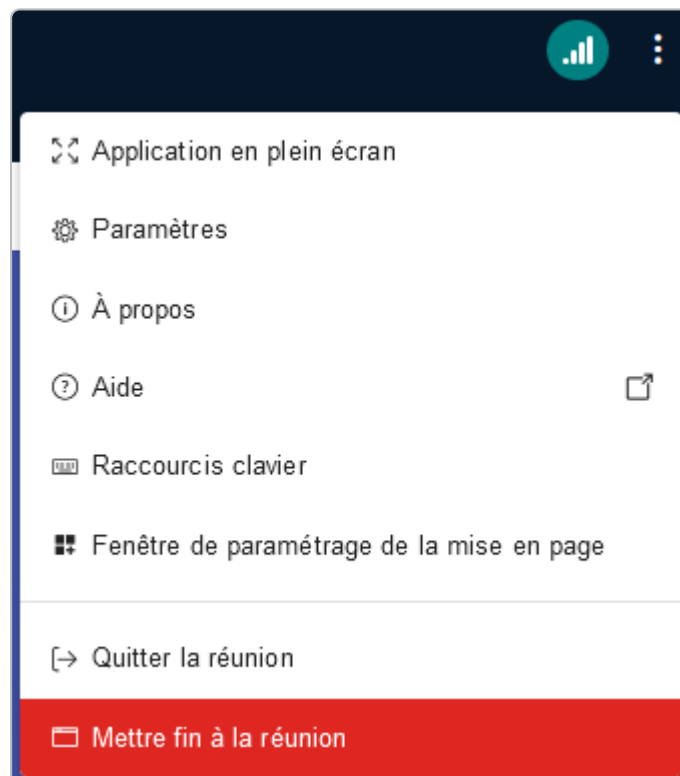 Application en plein écran
Paramètres
À propos
Aide
Raccourcis clavier
Fenêtre de paramétrage de la mise en page
Quitter la réunion
Mettre fin à la réunion